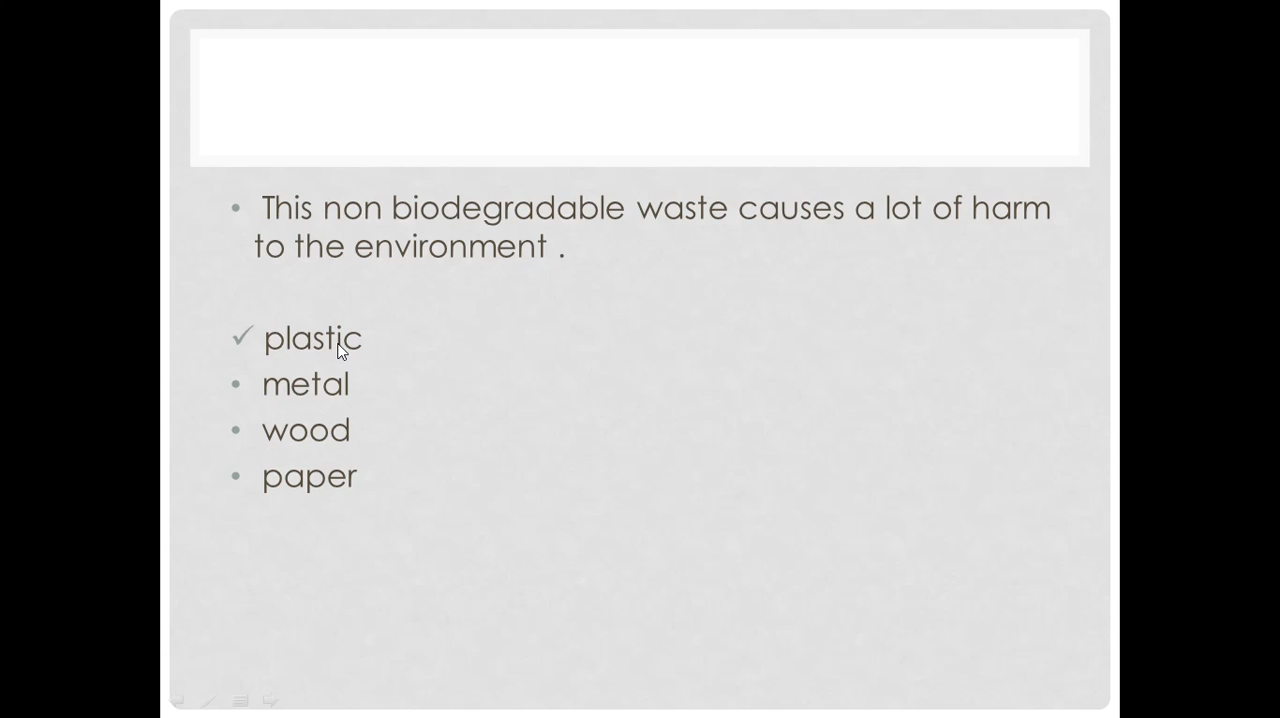 • This non biodegradable waste causes a lot of harm
to the environment .
✓ plastic
• metal
• wood
• paper